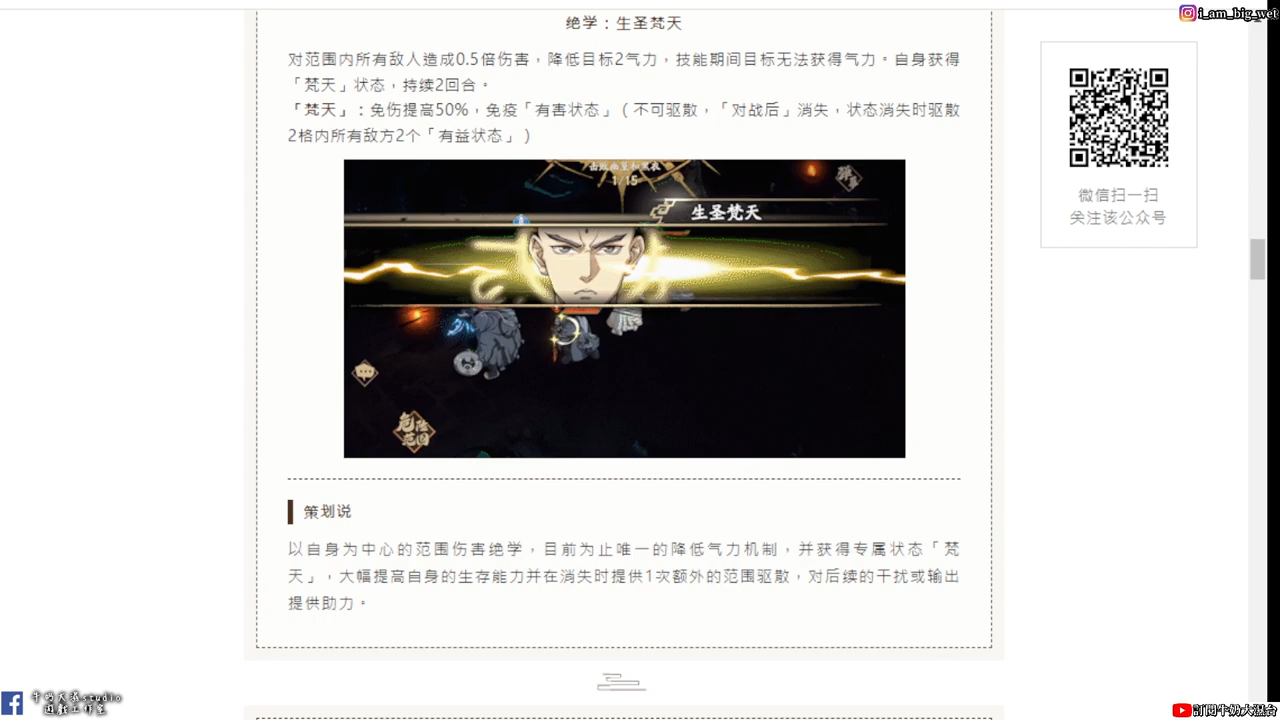 i_am_big_wet
绝学：生圣梵天
对范围内所有敌人造成0.5倍伤害，降低目标2气力，技能期间目标无法获得气力。自身获得
「梵天」状态，持续2回合。
「梵天」：免伤提高50%，免疫「有害状态」（不可驱散，「对战后」消失，状态消失时驱散
2格内所有敌方2个「有益状态」）
1/15
生圣梵天
危险
范围
微信扫一扫
关注该公众号
策划说
以自身为中心的范围伤害绝学，目前为止唯一的降低气力机制，并获得专属状态「梵
天」，大幅提高自身的生存能力并在消失时提供1次额外的范围驱散，对后续的干扰或输出
提供助力。
牛奶大濕studio
遊戲工作室
訂閱牛奶大濕台